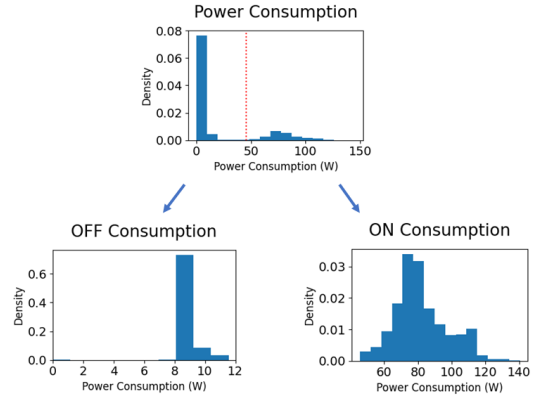 Power Consumption
0.08
0.06
0.04
0.02
0.00
Density
0 50 100 150
Power Consumption (W)
OFF Consumption
0.6
0.4
0.2
0.0
Density
0 2 4 6 8 10 12
Power Consumption (W)
ON Consumption
0.03
0.02
0.01
0.00
Density
60 80 100 120 140
Power Consumption (W)